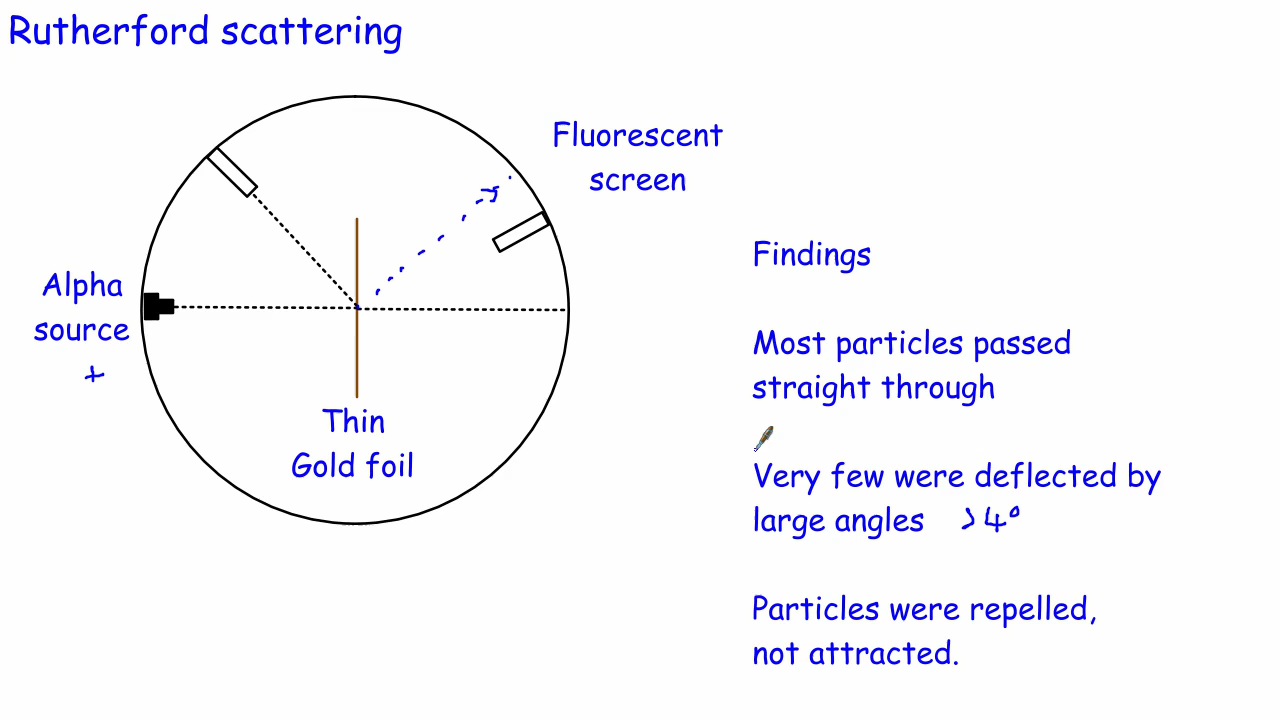 Rutherford scattering
Fluorescent
screen
Alpha
source
+
Thin
Gold foil
Findings
Most particles passed
straight through
Very few were deflected by
large angles >4°
Particles were repelled,
not attracted.